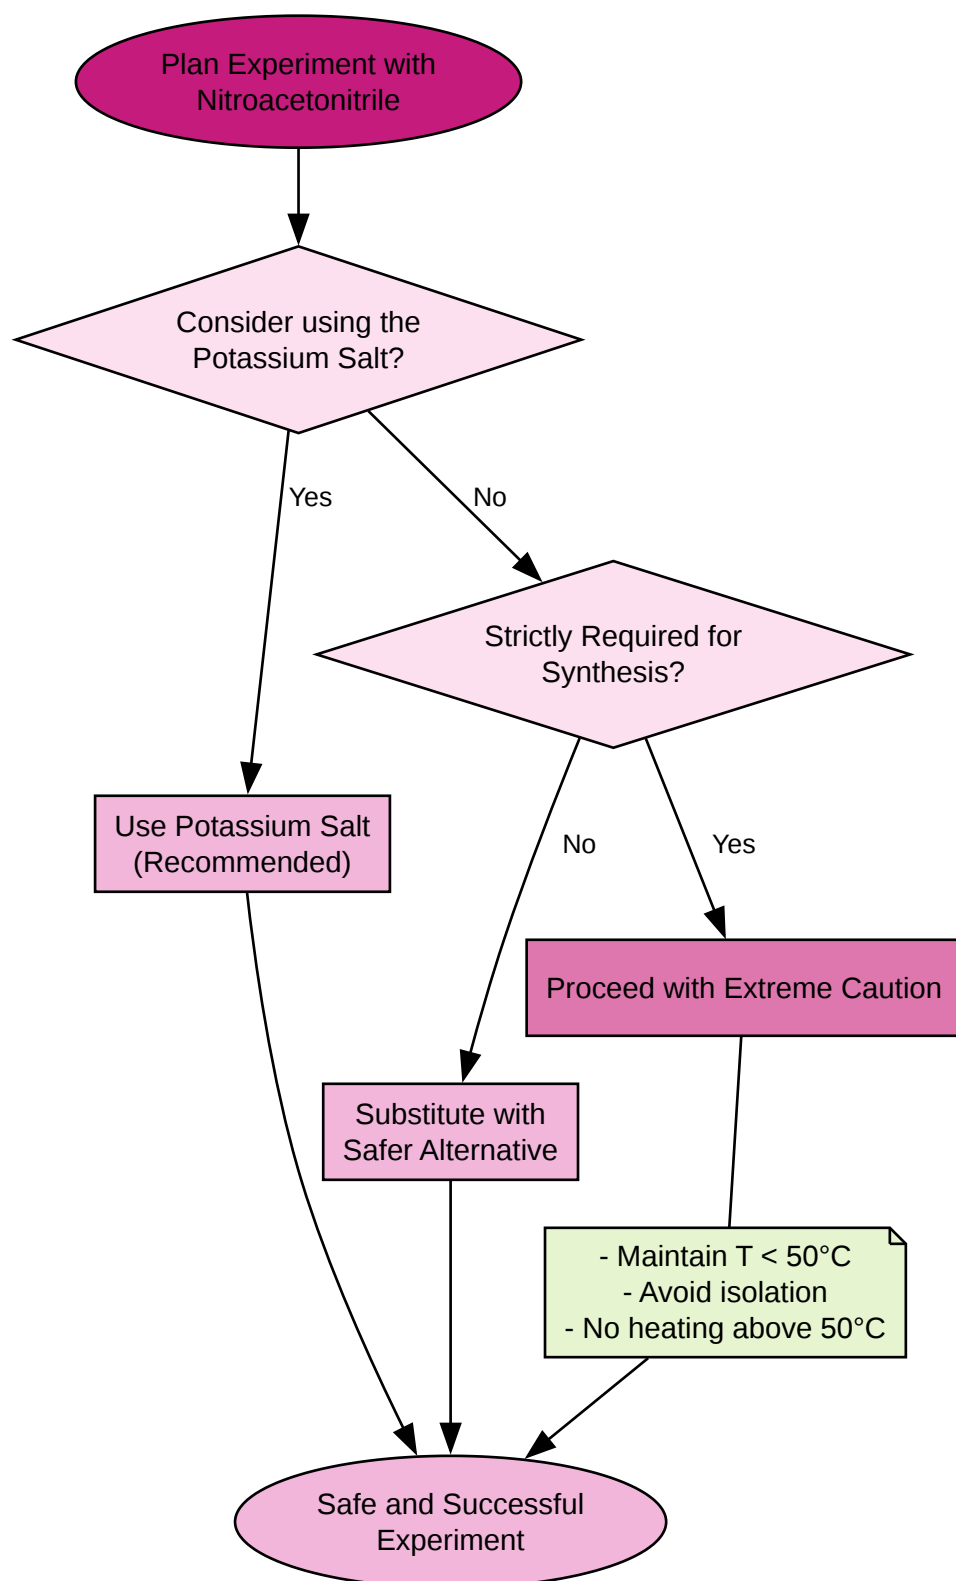 Plan Experiment with
Nitroacetonitrile
Consider using the
Potassium Salt?
Yes
No
Strictly Required for
Synthesis?
Use Potassium Salt
(Recommended)
No
Yes
Proceed with Extreme Caution
Substitute with
Safer Alternative
- Maintain T < 50°C
- Avoid isolation
- No heating above 50°C
Safe and Successful
Experiment